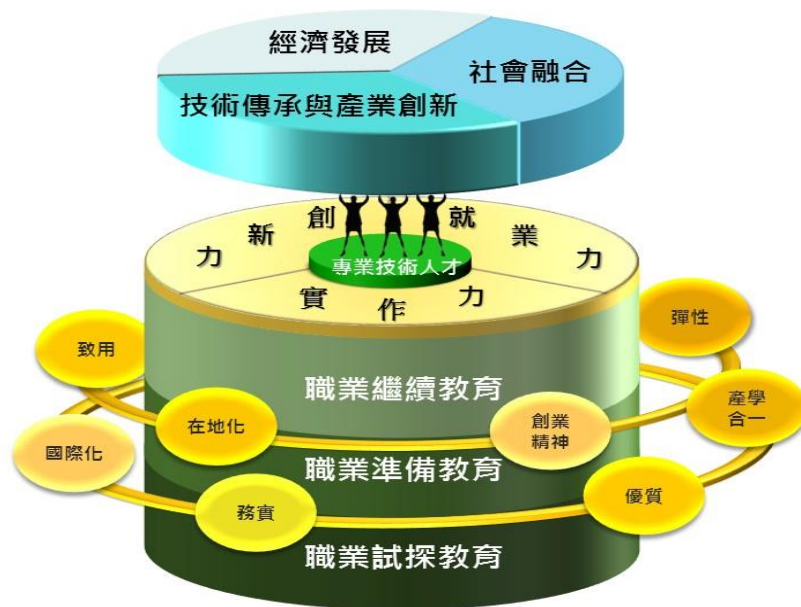 經濟發展
社會融合
技術傳承與產業創新
創新力
就業力
專業技術人才
實作力
彈性
致用
職業繼續教育
產學
合一
在地化
創業
精神
國際化
職業準備教育
優質
務實
職業試探教育